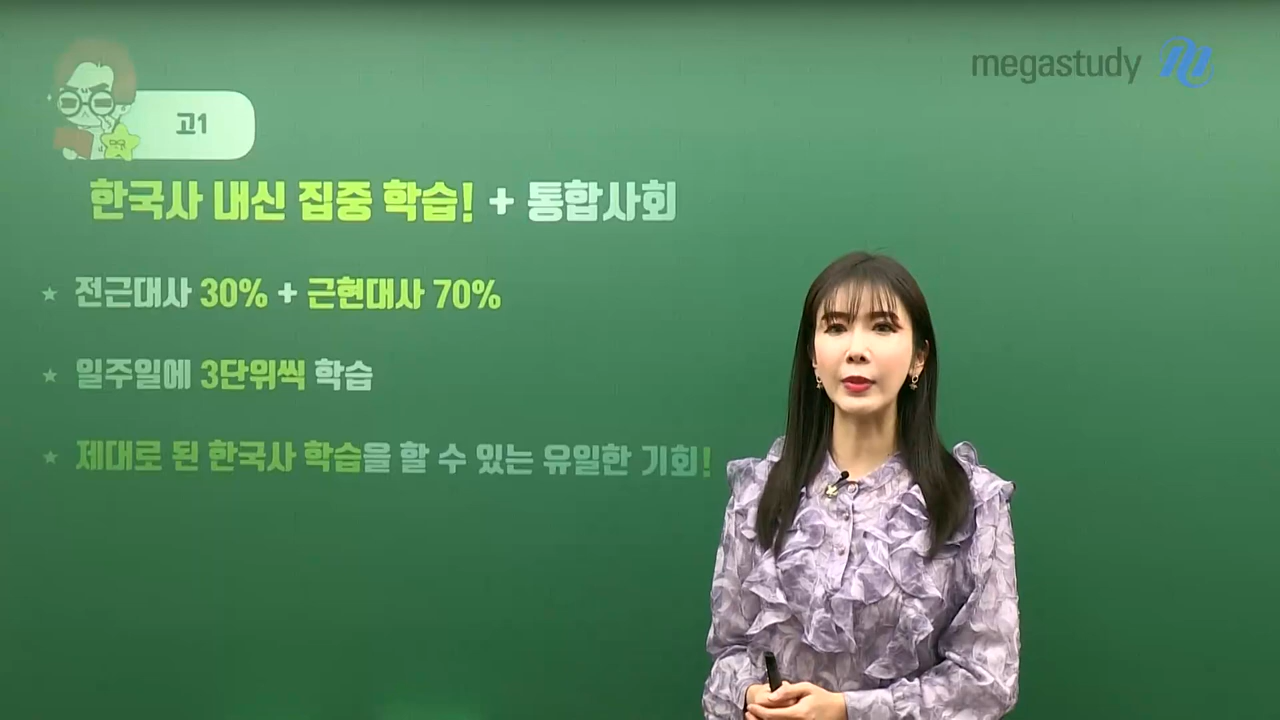 megastudy
고1
한국사 내신 집중 학습! + 통합사회
전근대사 30% + 근현대사 70%
일주일에 3단위씩 학습
제대로 된 한국사 학습을 할 수 있는 유일한 기회!